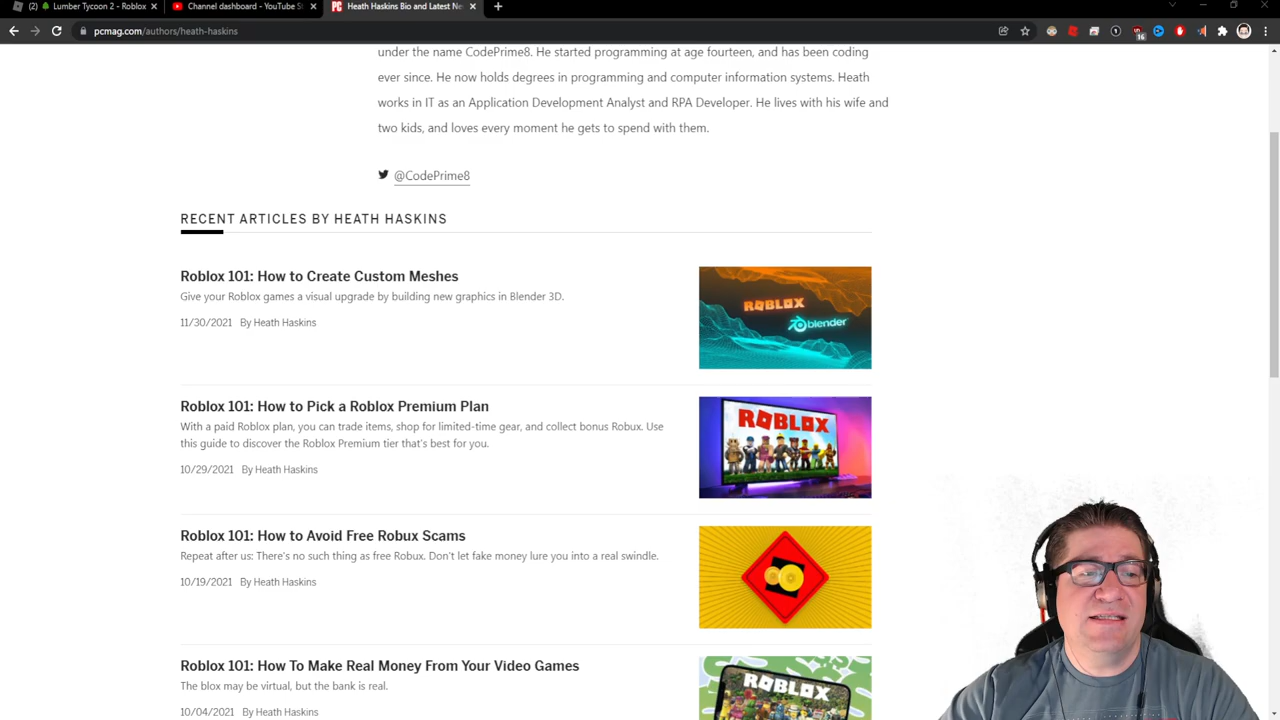 (2) Lumber Tycoon 2 - Roblox
Channel dashboard - YouTube S
PC Heath Haskins Bio and Latest Ne
pcmag.com/authors/heath-haskins
16
under the name CodePrime8. He started programming at age fourteen, and has been coding
ever since. He now holds degrees in programming and computer information systems. Heath
works in IT as an Application Development Analyst and RPA Developer. He lives with his wife and
two kids, and loves every moment he gets to spend with them.
@CodePrime8
RECENT ARTICLES BY HEATH HASKINS
Roblox 101: How to Create Custom Meshes
Give your Roblox games a visual upgrade by building new graphics in Blender 3D.
11/30/2021 By Heath Haskins
ROBLOX
blender
Roblox 101: How to Pick a Roblox Premium Plan
With a paid Roblox plan, you can trade items, shop for limited-time gear, and collect bonus Robux. Use
this guide to discover the Roblox Premium tier that's best for you.
10/29/2021 By Heath Haskins
ROBLOX
Roblox 101: How to Avoid Free Robux Scams
Repeat after us: There's no such thing as free Robux. Don't let fake money lure you into a real swindle.
10/19/2021 By Heath Haskins
Roblox 101: How To Make Real Money From Your Video Games
The blox may be virtual, but the bank is real.
10/04/2021 By Heath Haskins
ROBLOX